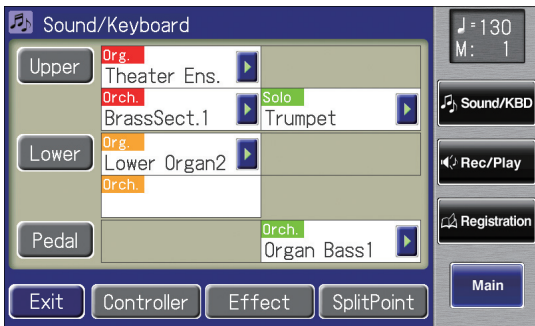 Sound/Keyboard
♩=130
M: 1
Upper
Org.
Theater Ens.
Orch.
BrassSect.1
Solo
Trumpet
Sound/KBD
Lower
Org.
Lower Organ2
Orch.
Rec/Play
Pedal
Orch.
Organ Bass1
Registration
Exit
Controller
Effect
SplitPoint
Main